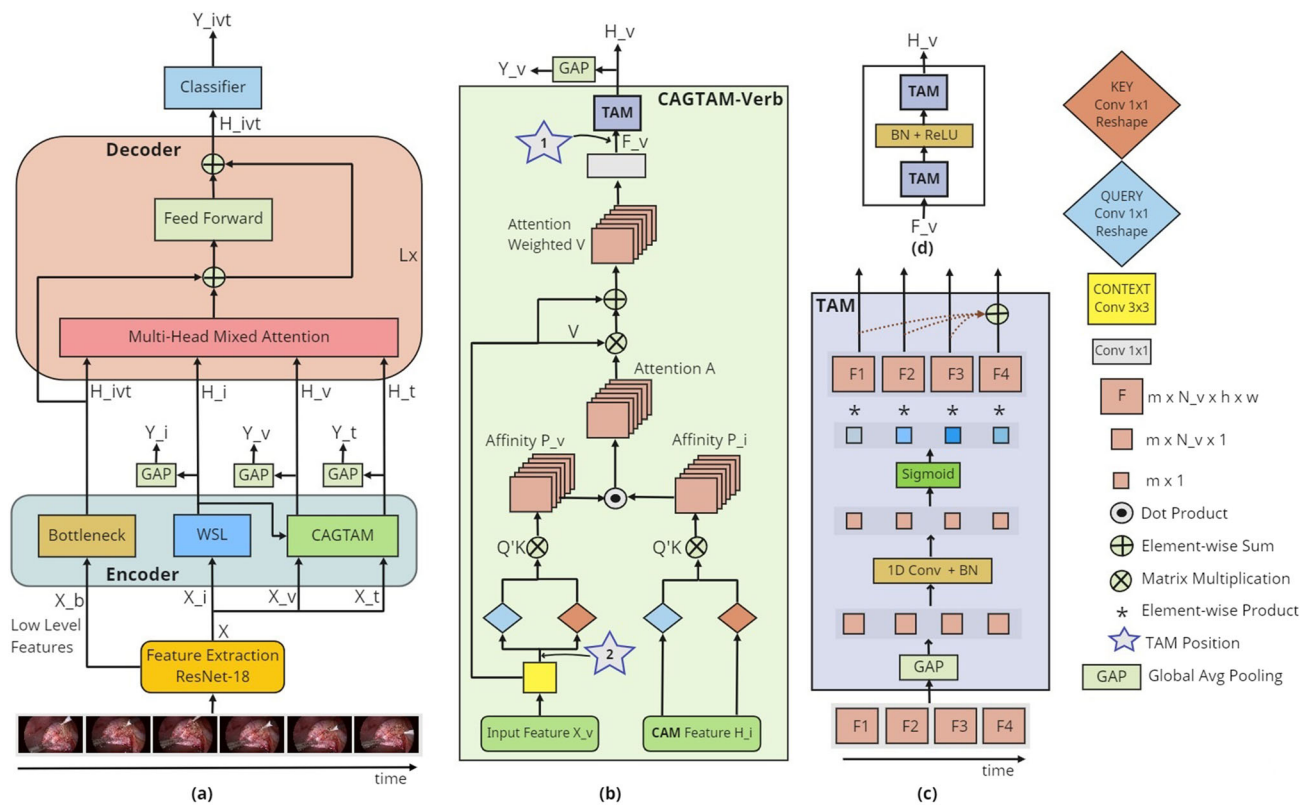 Y_ivt
Classifier
H_ivt
Decoder
Feed Forward
Lx
Multi-Head Mixed Attention
H_ivt
H_i
H_v
H_t
Y_i
Y_v
Y_t
GAP
GAP
GAP
Bottleneck
WSL
CAGTAM
Encoder
X_b
X_i
X_v
X_t
Low Level
Features
X
Feature Extraction
ResNet-18
time
(a)
H_v
Y_v
GAP
CAGTAM-Verb
TAM
1
F_v
Attention
Weighted V
V
Attention A
Affinity P_v
Affinity P_i
Q'K
Q'K
2
Input Feature X_v
CAM Feature H_i
(b)
H_v
TAM
BN + ReLU
TAM
F_v
(d)
TAM
F1
F2
F3
F4
*
*
*
*
Sigmoid
1D Conv + BN
GAP
F1
F2
F3
F4
time
(c)
KEY
Conv 1x1
Reshape
QUERY
Conv 1x1
Reshape
CONTEXT
Conv 3x3
Conv 1x1
F
m x N_v x h x w
m x N_v x 1
m x 1
Dot Product
Element-wise Sum
Matrix Multiplication
* Element-wise Product
TAM Position
GAP
Global Avg Pooling